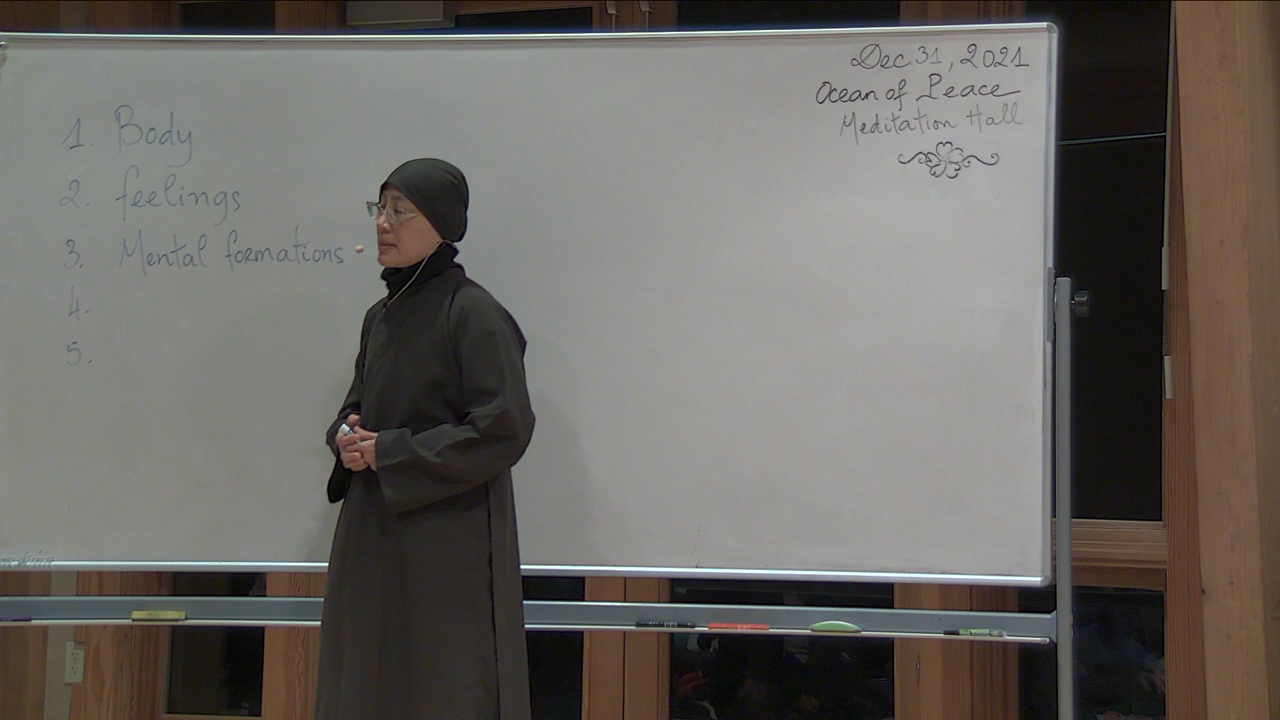 Dec 31, 2021
Ocean of Peace
Meditation Hall
1. Body
2. feelings
3. Mental formations
4.
5.